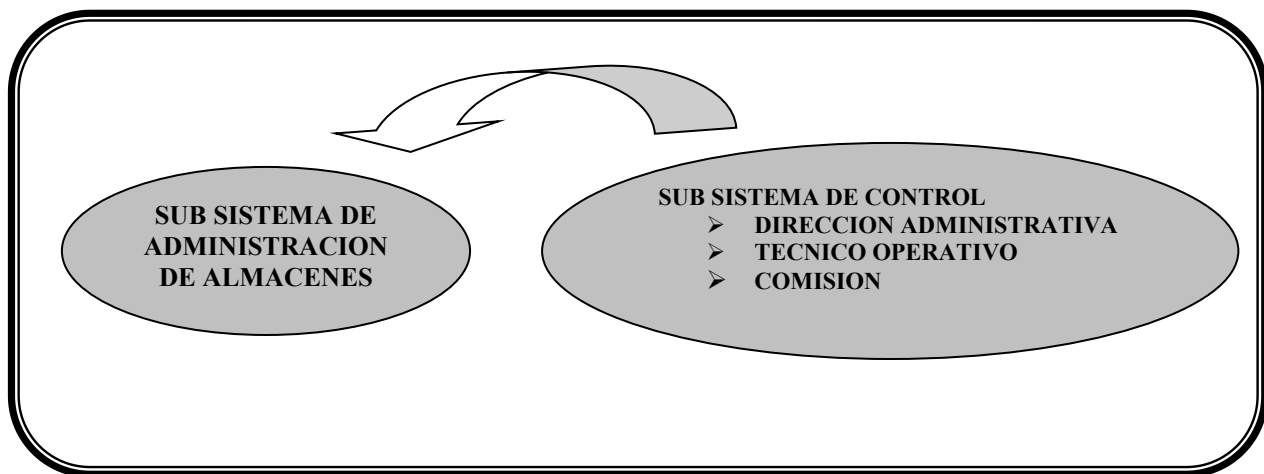 SUB SISTEMA DE
ADMINISTRACION
DE ALMACENES
SUB SISTEMA DE CONTROL
➢ DIRECCION ADMINISTRATIVA
➢ TECNICO OPERATIVO
➢ COMISION